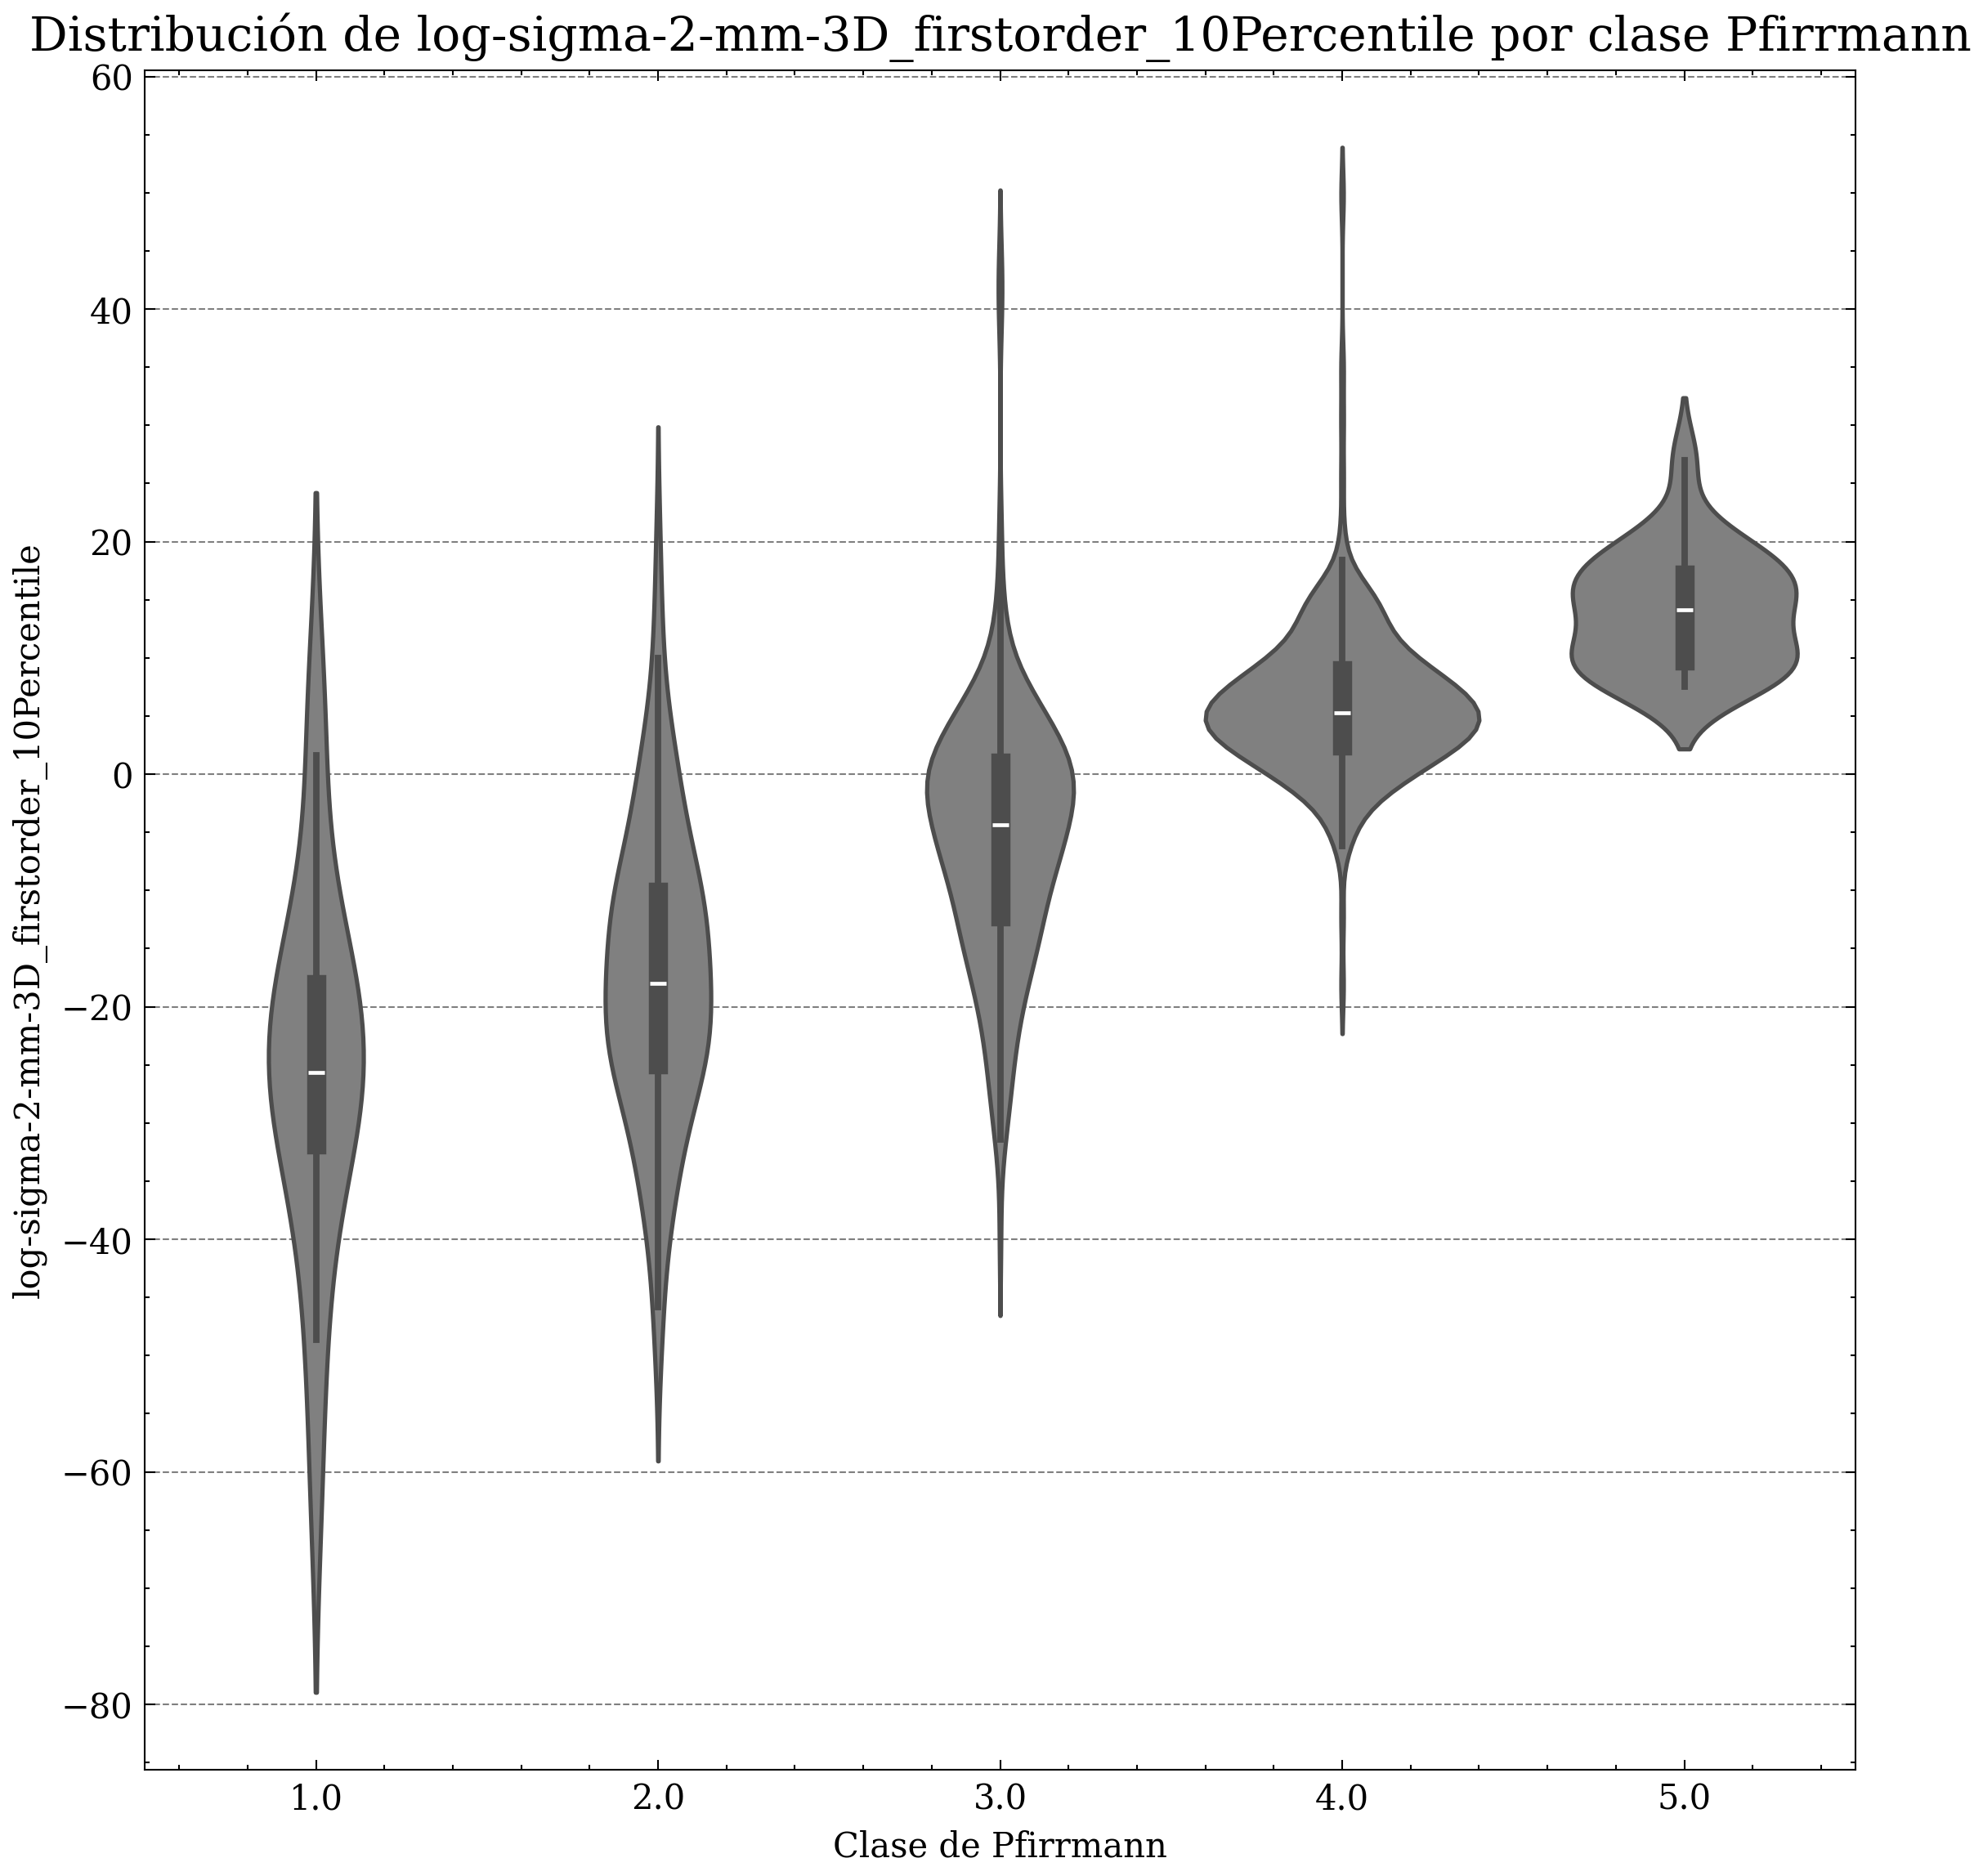 Distribución de log-sigma-2-mm-3D_firstorder_10Percentile por clase Pfirrmann
60
40
20
0
−20
−40
−60
−80
log-sigma-2-mm-3D_firstorder_10Percentile
1.0 2.0 3.0 4.0 5.0
Clase de Pfirrmann